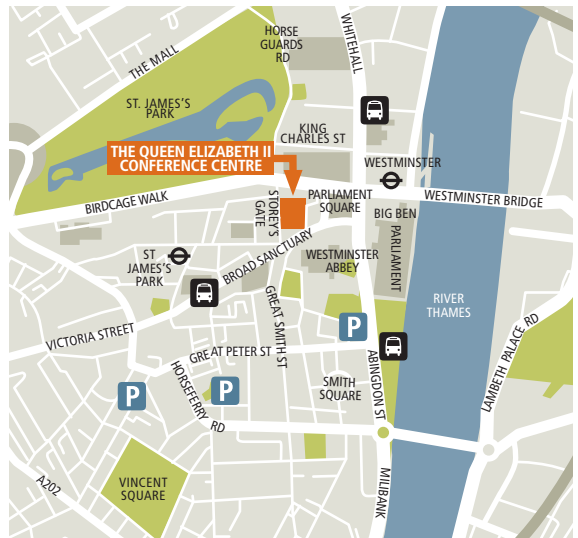 HORSE
GUARDS
RD
WHITEHALL
THE MALL
ST. JAMES'S
PARK
KING
CHARLES ST
THE QUEEN ELIZABETH II
CONFERENCE CENTRE
WESTMINSTER
BIRDCAGE WALK
STOREY'S
GATE
PARLIAMENT
SQUARE
WESTMINSTER BRIDGE
BIG BEN
PARLIAMENT
ST
JAMES'S
PARK
BROAD SANCTUARY
WESTMINSTER
ABBEY
RIVER
THAMES
VICTORIA STREET
GREAT SMITH ST
GREAT PETER ST
P
ABINGDON ST
LAMBETH PALACE RD
P
P
HORSEFERRY RD
SMITH
SQUARE
A202
VINCENT
SQUARE
MILIBANK